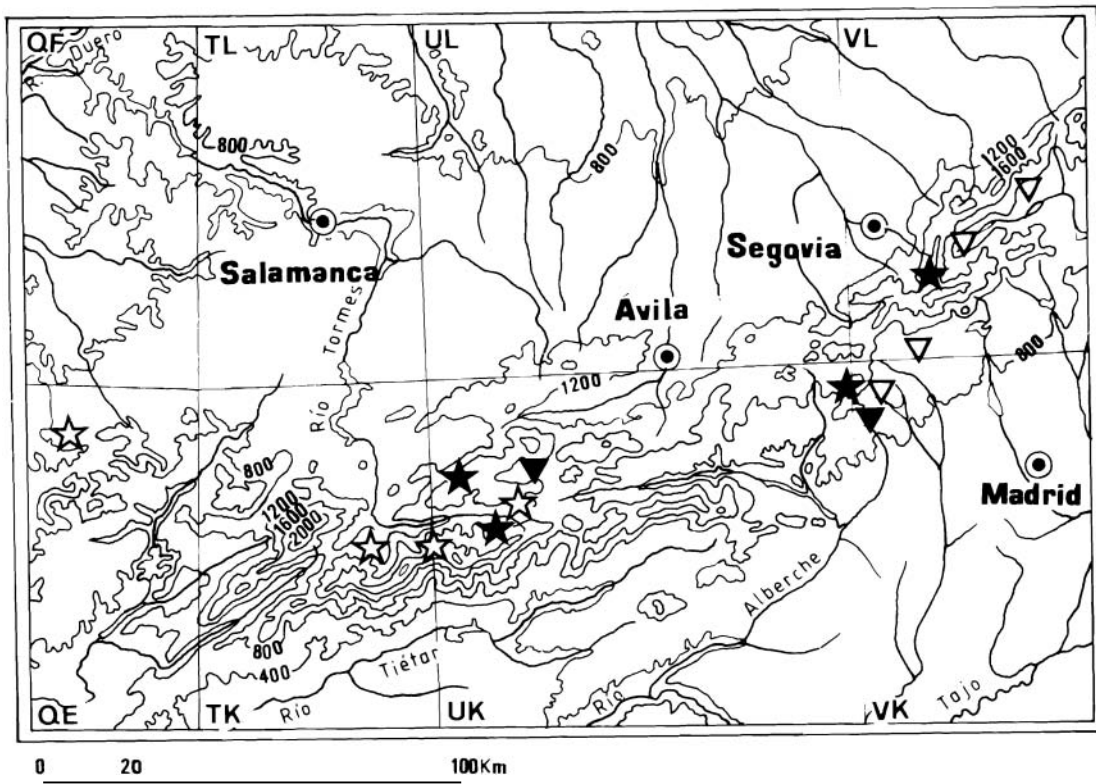 QF TL UL VL
R. Duero
800
800
1200
1600
Segovia
Salamanca
Tormes
Avila
800
1200
Río
800
1200
1600
2000
Madrid
Alberche
800
400
Tiétar
Río
Río
Tajo
QE TK UK VK
0 20 100Km